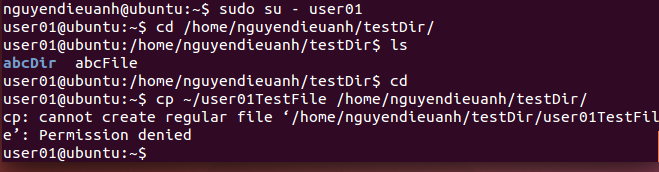 nguyendieuanh@ubuntu:~$ sudo su - user01
user01@ubuntu:~$ cd /home/nguyendieuanh/testDir/
user01@ubuntu:/home/nguyendieuanh/testDir$ ls
abcDir  abcFile
user01@ubuntu:/home/nguyendieuanh/testDir$ cd
user01@ubuntu:~$ cp ~/user01TestFile /home/nguyendieuanh/testDir/
cp: cannot create regular file ‘/home/nguyendieuanh/testDir/user01TestFil
e’: Permission denied
user01@ubuntu:~$